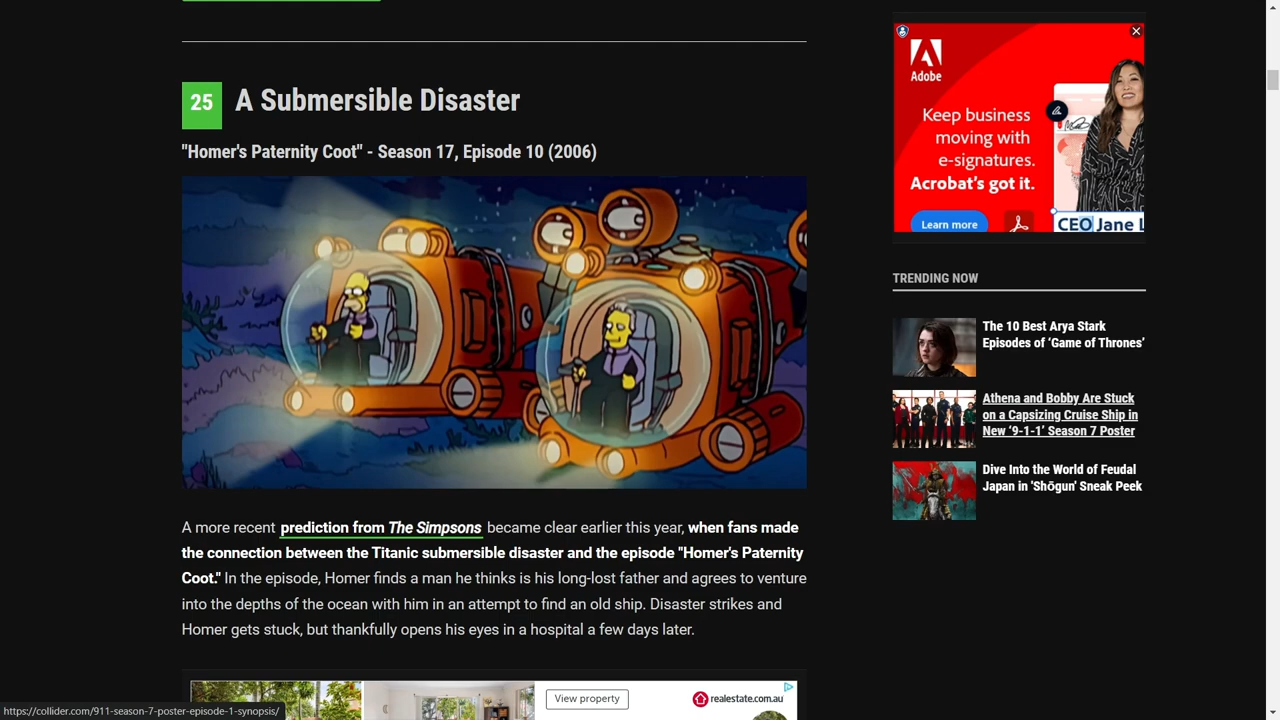 25 A Submersible Disaster
"Homer's Paternity Coot" - Season 17, Episode 10 (2006)
A more recent prediction from The Simpsons became clear earlier this year, when fans made
the connection between the Titanic submersible disaster and the episode "Homer's Paternity
Coot." In the episode, Homer finds a man he thinks is his long-lost father and agrees to venture
into the depths of the ocean with him in an attempt to find an old ship. Disaster strikes and
Homer gets stuck, but thankfully opens his eyes in a hospital a few days later.
View property
realestate.com.au
Adobe
Keep business
moving with
e-signatures.
Acrobat's got it.
Learn more
CEO Jane L
TRENDING NOW
The 10 Best Arya Stark
Episodes of ‘Game of Thrones’
Athena and Bobby Are Stuck
on a Capsizing Cruise Ship in
New ‘9-1-1’ Season 7 Poster
Dive Into the World of Feudal
Japan in 'Shōgun' Sneak Peek
https://collider.com/911-season-7-poster-episode-1-synopsis/